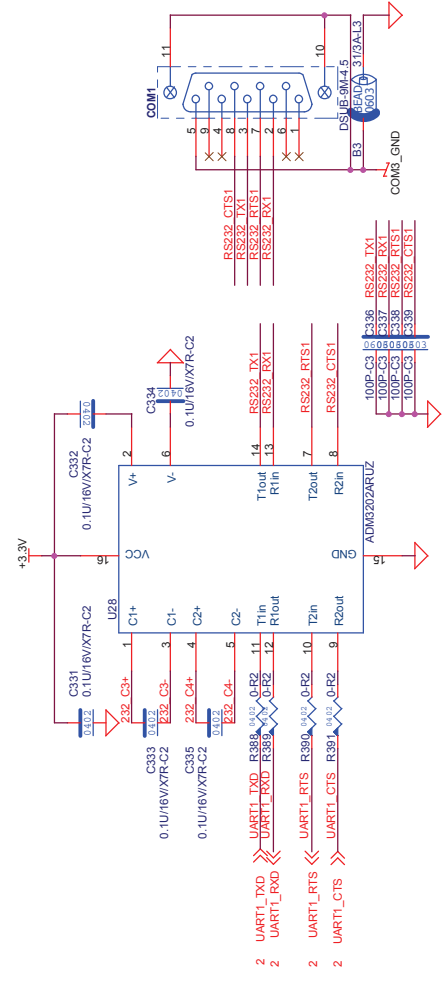 +3.3V
C331
0.1U/16V/X7R-C2
0402
C332
0.1U/16V/X7R-C2
0402
C333
0.1U/16V/X7R-C2
0402
C335
0.1U/16V/X7R-C2
0402
C334
0.1U/16V/X7R-C2
0402
232_C3+
232_C3-
232_C4+
232_C4-
U28
1 C1+
3 C1-
4 C2+
5 C2-
11 T1in
12 R1out
10 T2in
9 R2out
16 VCC
GND 15
V+ 2
V- 6
T1out 14
R1in 13
T2out 7
R2in 8
ADM3202ARUZ
2 UART1_TXD
2 UART1_RXD
2 UART1_RTS
2 UART1_CTS
UART1_TXD R388 0402 0-R2
UART1_RXD R389 0402 0-R2
UART1_RTS R390 0402 0-R2
UART1_CTS R391 0402 0-R2
RS232_TX1
RS232_RX1
RS232_RTS1
RS232_CTS1
RS232_CTS1
RS232_TX1
RS232_RTS1
RS232_RX1
COM1
11
10
5
9
4
8
3
7
2
6
1
DSUB-9M-4.5
B3
BEAD
0603
31/3A-L3
COM3_GND
100P-C3 C336 RS232_TX1
100P-C3 C337 RS232_RX1
100P-C3 C338 RS232_RTS1
100P-C3 C339 RS232_CTS1